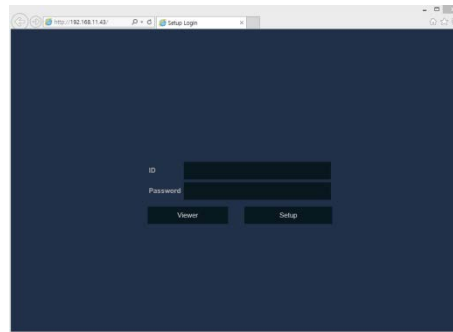 http://192.168.11.43/
Setup Login
ID
Password
Viewer
Setup